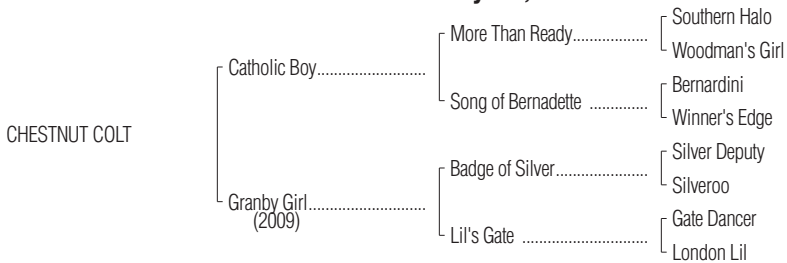 Southern Halo
More Than Ready.................
Woodman's Girl
Catholic Boy.........................
Bernardini
Song of Bernadette .............
Winner's Edge
CHESTNUT COLT
Silver Deputy
Badge of Silver.....................
Silveroo
Granby Girl...........................
(2009)
Gate Dancer
Lil's Gate .............................
London Lil